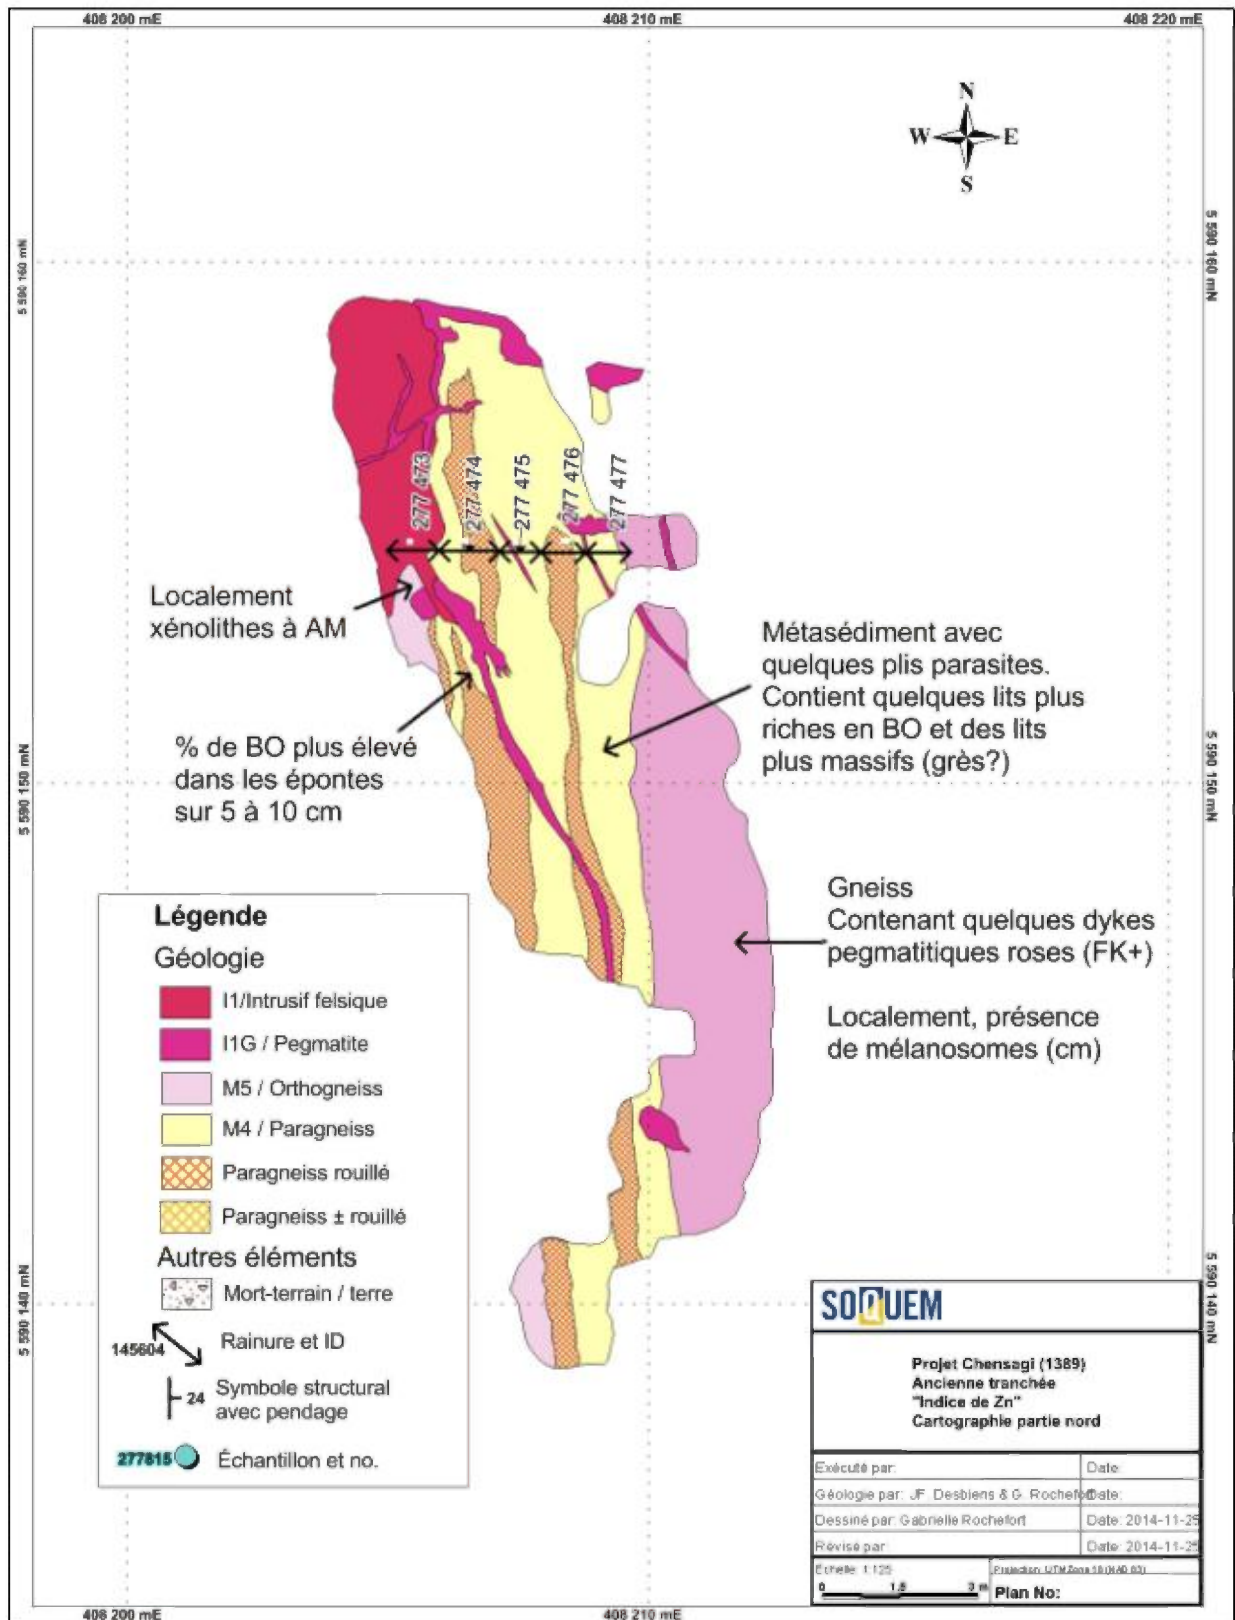 408 200 mE
408 210 mE
408 220 mE
N
W
E
S
5 590 160 mN
5 590 160 mN
277 473
277 474
277 475
277 476
277 477
Localement
xénolithes à AM
Métasédiment avec
quelques plis parasites.
Contient quelques lits plus
riches en BO et des lits
plus massifs (grès?)
% de BO plus élevé
dans les épontes
sur 5 à 10 cm
5 590 150 mN
5 590 150 mN
Gneiss
Contenant quelques dykes
pegmatitiques roses (FK+)
Localement, présence
de mélanosomes (cm)
Légende
Géologie
I1/Intrusif felsique
I1G / Pegmatite
M5 / Orthogneiss
M4 / Paragneiss
Paragneiss rouillé
Paragneiss ± rouillé
Autres éléments
Mort-terrain / terre
145604
Rainure et ID
24
Symbole structural
avec pendage
277815
Échantillon et no.
5 590 140 mN
5 590 140 mN
SOQUEM
Projet Chensagi (1389)
Ancienne tranchée
"Indice de Zn"
Cartographie partie nord
Exécuté par:
Date:
Géologie par: JF. Desbiens & G. Rochefort
Date:
Dessiné par: Gabrielle Rochefort
Date: 2014-11-25
Révisé par:
Date: 2014-11-25
Échelle: 1:125
0 1,5 3 m
Projection: UTM Zone 18 (NAD 83)
Plan No:
408 200 mE
408 210 mE